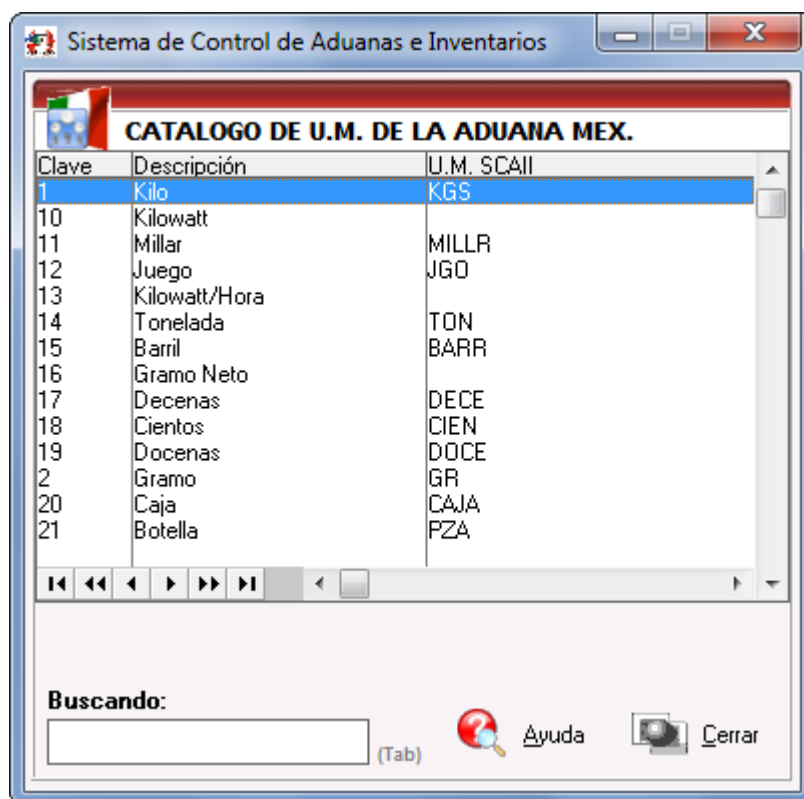 Sistema de Control de Aduanas e Inventarios
CATALOGO DE U.M. DE LA ADUANA MEX.
Clave Descripción U.M. SCAII
1 Kilo KGS
10 Kilowatt
11 Millar MILLR
12 Juego JGO
13 Kilowatt/Hora
14 Tonelada TON
15 Barril BARR
16 Gramo Neto
17 Decenas DECE
18 Cientos CIEN
19 Docenas DOCE
2 Gramo GR
20 Caja CAJA
21 Botella PZA
Buscando:
(Tab) Ayuda Cerrar